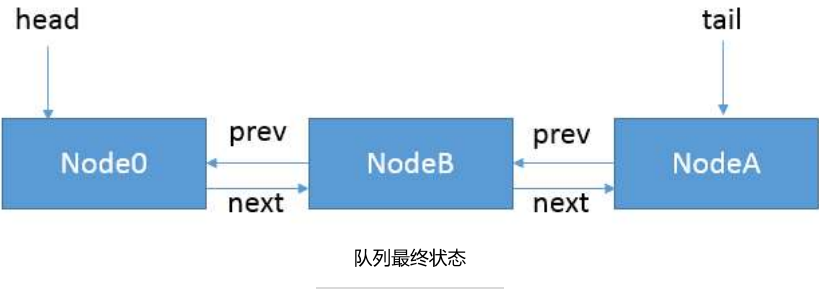 head tail
prev prev
Node0 NodeB NodeA
next next
队列最终状态